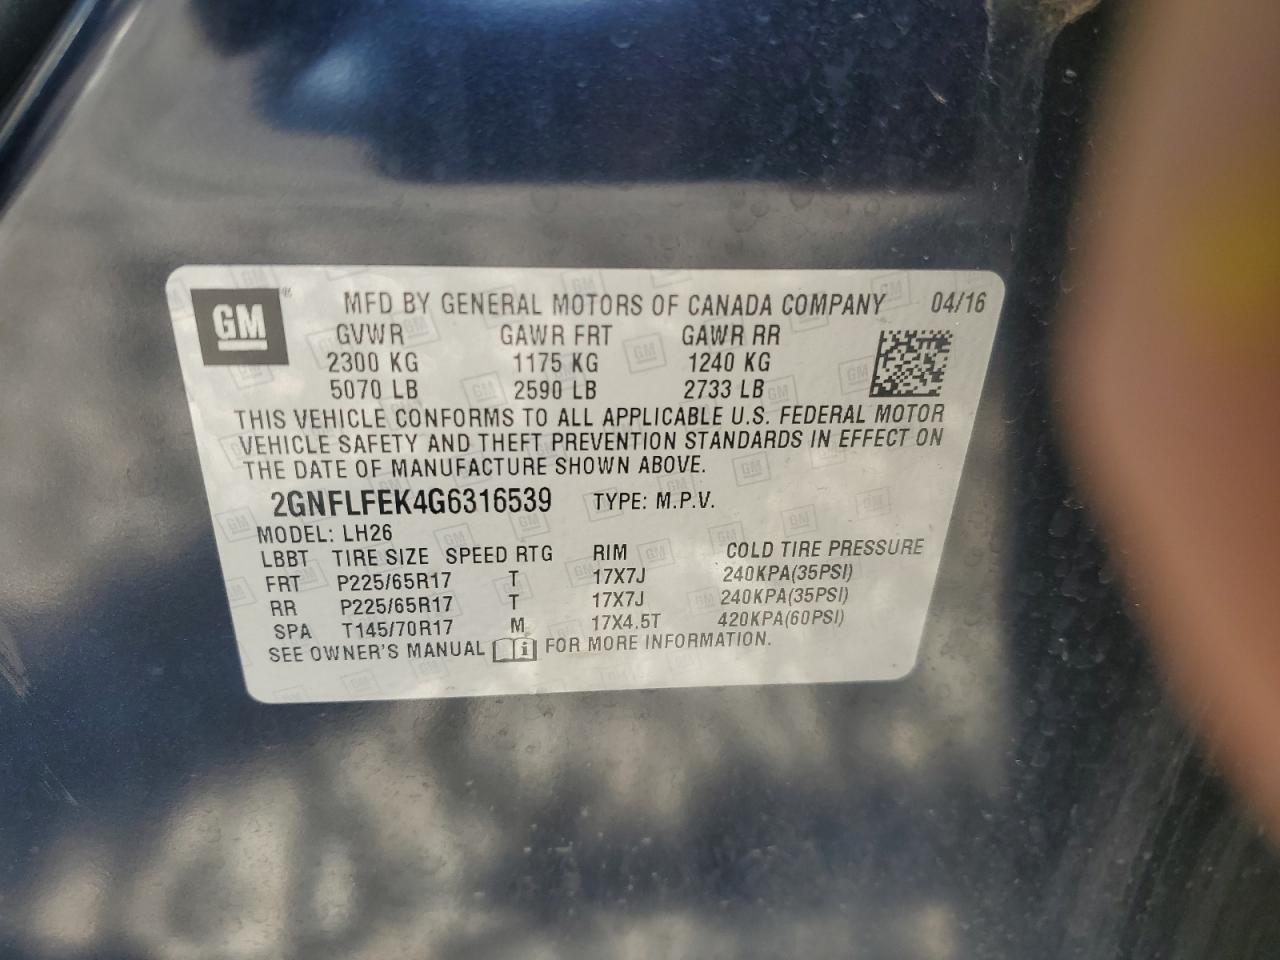 GM ®
MFD BY GENERAL MOTORS OF CANADA COMPANY 04/16
GVWR GAWR FRT GAWR RR
2300 KG 1175 KG 1240 KG
5070 LB 2590 LB 2733 LB
THIS VEHICLE CONFORMS TO ALL APPLICABLE U.S. FEDERAL MOTOR
VEHICLE SAFETY AND THEFT PREVENTION STANDARDS IN EFFECT ON
THE DATE OF MANUFACTURE SHOWN ABOVE.
2GNFLFEK4G6316539 TYPE: M.P.V.
MODEL: LH26
LBBT TIRE SIZE SPEED RTG RIM COLD TIRE PRESSURE
FRT P225/65R17 T 17X7J 240KPA(35PSI)
RR P225/65R17 T 17X7J 240KPA(35PSI)
SPA T145/70R17 M 17X4.5T 420KPA(60PSI)
SEE OWNER'S MANUAL i FOR MORE INFORMATION.